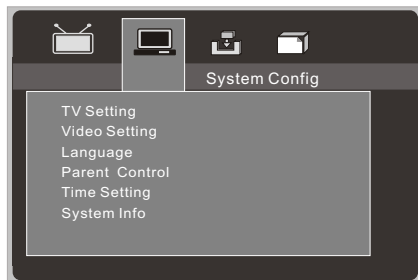 System Config
TV Setting
Video Setting
Language
Parent Control
Time Setting
System Info